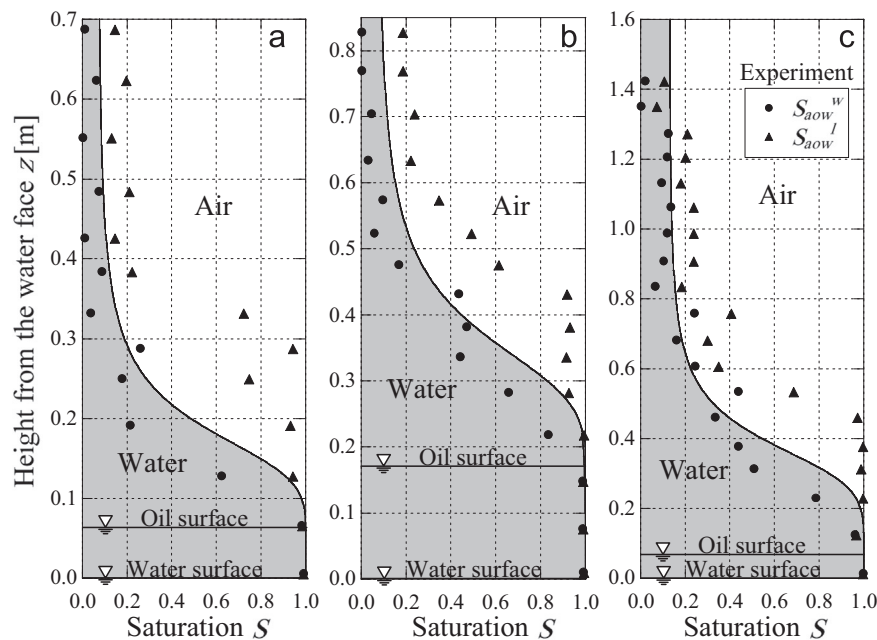 Height from the water face z [m]
0.7
0.6
0.5
0.4
0.3
0.2
0.1
0.0
a
Air
Water
Oil surface
Water surface
0.0 0.2 0.4 0.6 0.8 1.0
Saturation S
0.8
0.7
0.6
0.5
0.4
0.3
0.2
0.1
0.0
b
Air
Water
Oil surface
Water surface
0.0 0.2 0.4 0.6 0.8 1.0
Saturation S
1.6
1.4
1.2
1.0
0.8
0.6
0.4
0.2
0.0
c
Experiment
S_aow^w
S_aow^l
Air
Water
Oil surface
Water surface
0.0 0.2 0.4 0.6 0.8 1.0
Saturation S